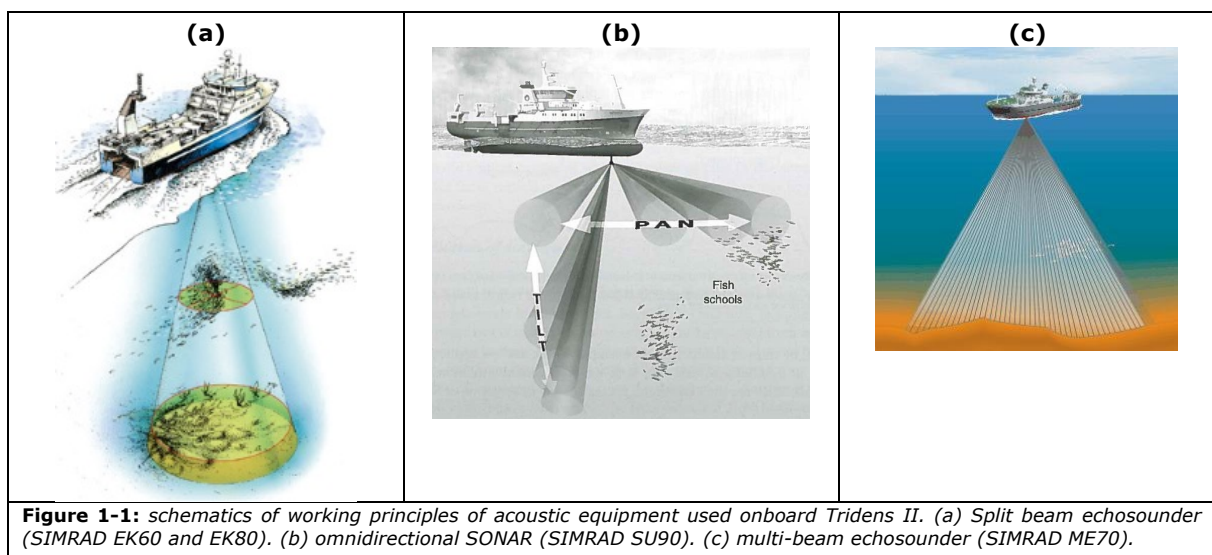 (a)
(b)
(c)
PAN
TILT
Fish
schools
Figure 1-1: schematics of working principles of acoustic equipment used onboard Tridens II. (a) Split beam echosounder
(SIMRAD EK60 and EK80). (b) omnidirectional SONAR (SIMRAD SU90). (c) multi-beam echosounder (SIMRAD ME70).